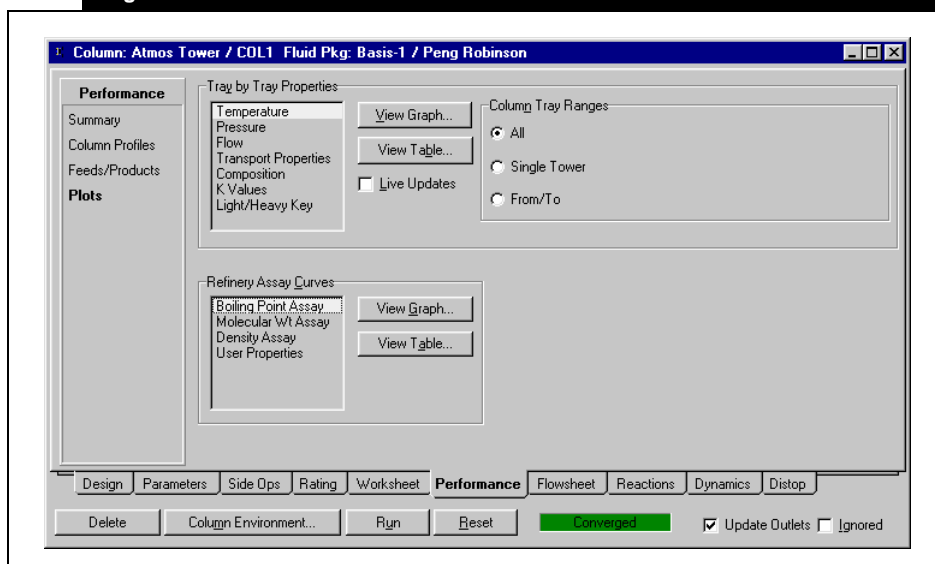 Column: Atmos Tower / COL1 Fluid Pkg: Basis-1 / Peng Robinson
Performance
Summary
Column Profiles
Feeds/Products
Plots
Tray by Tray Properties
Temperature
Pressure
Flow
Transport Properties
Composition
K Values
Light/Heavy Key
View Graph...
View Table...
Live Updates
Column Tray Ranges
All
Single Tower
From/To
Refinery Assay Curves
Boiling Point Assay
Molecular Wt Assay
Density Assay
User Properties
View Graph...
View Table...
Design Parameters Side Ops Rating Worksheet Performance Flowsheet Reactions Dynamics Distop
Delete Column Environment... Run Reset Converged Update Outlets Ignored